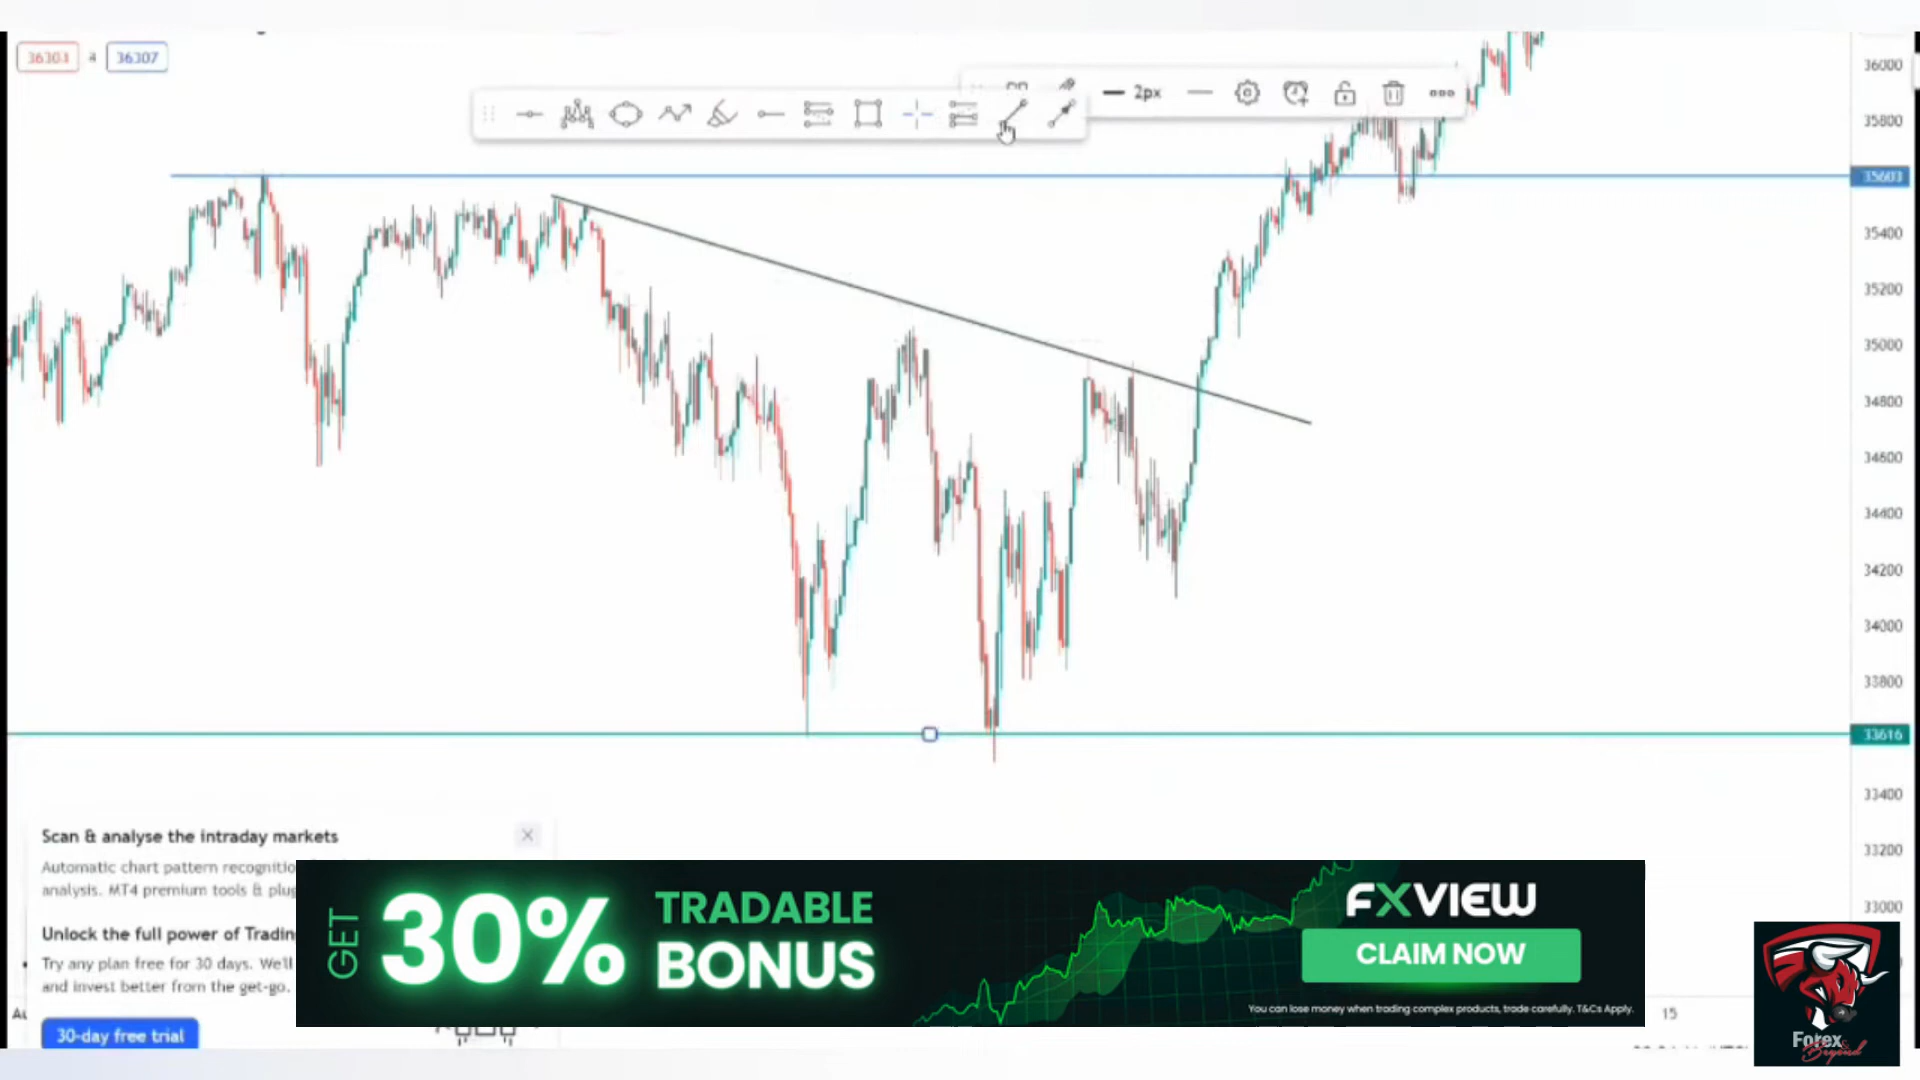 36303
36307
2px
36000
35800
35603
35400
35200
35000
34800
34600
34400
34200
34000
33800
33616
33400
33200
33000
Scan & analyse the intraday markets
Automatic chart pattern
analysis. MT4 premium tools &
Unlock the full power of
Try any plan free for 30 days. We'll
and invest better from the get-go.
30-day free trial
GET
30%
TRADABLE
BONUS
FXVIEW
CLAIM NOW
You can lose money when trading complex products, trade carefully. T&Cs Apply.
15
Forex
Beyond